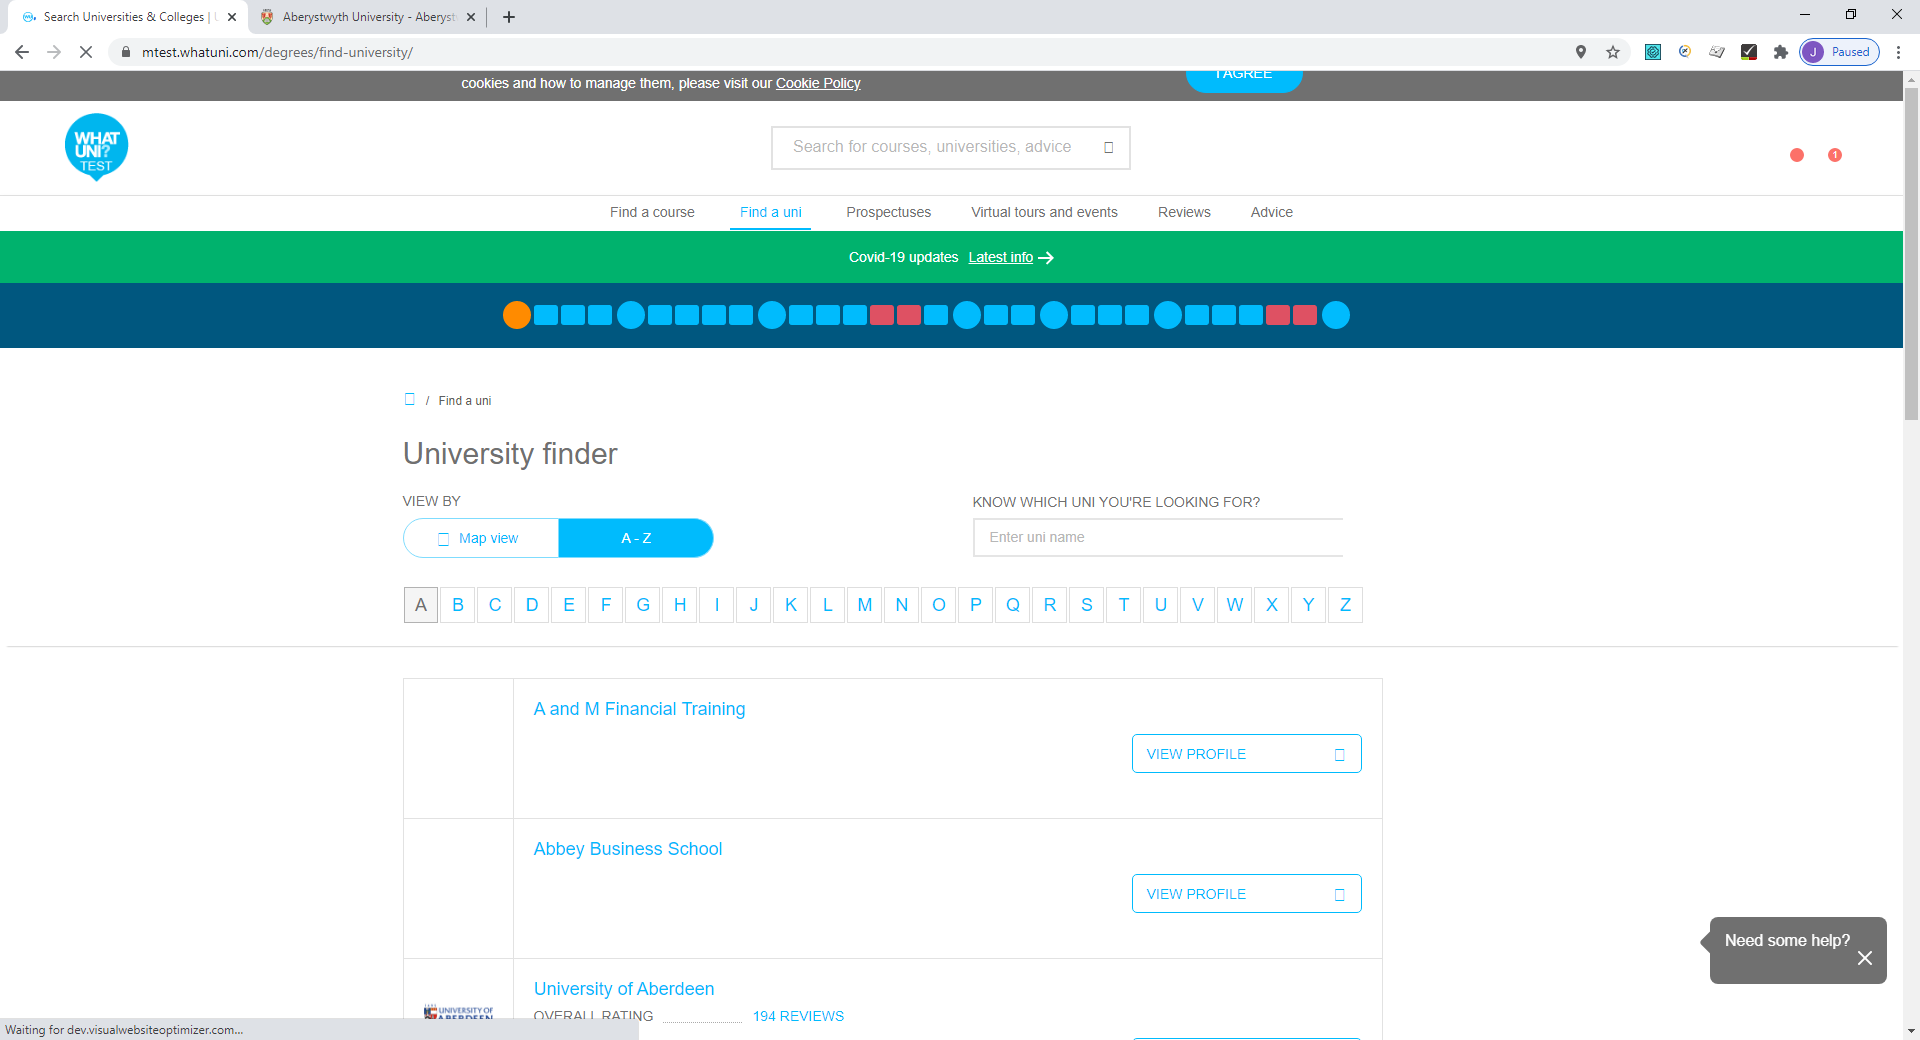 Search Universities & Colleges |
Aberystwyth University - Aberyst
mtest.whatuni.com/degrees/find-university/
J Paused
cookies and how to manage them, please visit our Cookie Policy
I AGREE
WHAT
UNI?
TEST
Search for courses, universities, advice
1
Find a course
Find a uni
Prospectuses
Virtual tours and events
Reviews
Advice
Covid-19 updates Latest info
/ Find a uni
University finder
VIEW BY
KNOW WHICH UNI YOU'RE LOOKING FOR?
Map view
A - Z
Enter uni name
A B C D E F G H I J K L M N O P Q R S T U V W X Y Z
A and M Financial Training
VIEW PROFILE
Abbey Business School
VIEW PROFILE
Need some help?
University of Aberdeen
UNIVERSITY OF
ABERDEEN
OVERALL RATING
194 REVIEWS
Waiting for dev.visualwebsiteoptimizer.com...